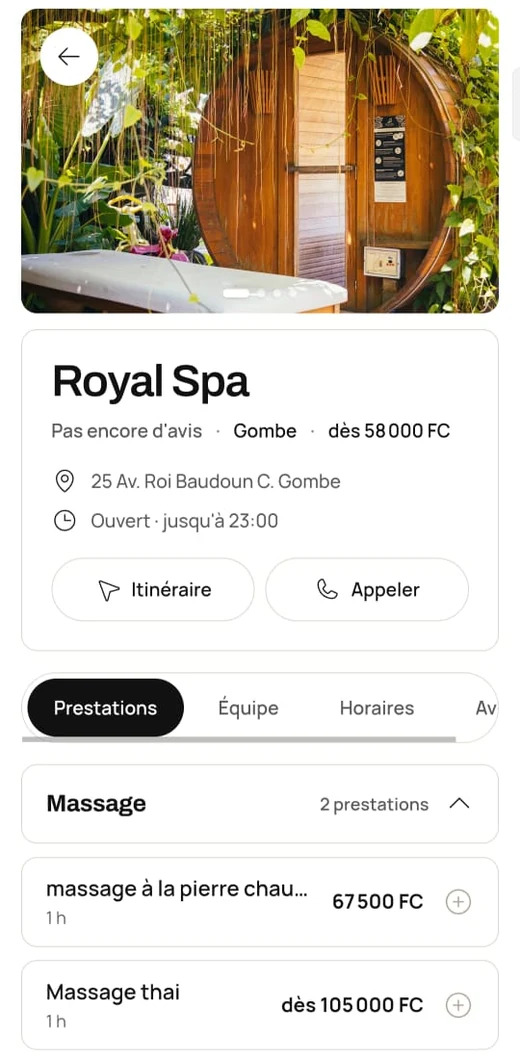 Royal Spa
Pas encore d'avis · Gombe · dès 58 000 FC
25 Av. Roi Baudoun C. Gombe
Ouvert · jusqu'à 23:00
Itinéraire
Appeler
Prestations Équipe Horaires Av
Massage 2 prestations
massage à la pierre chau... 67 500 FC
1 h
Massage thai dès 105 000 FC
1 h